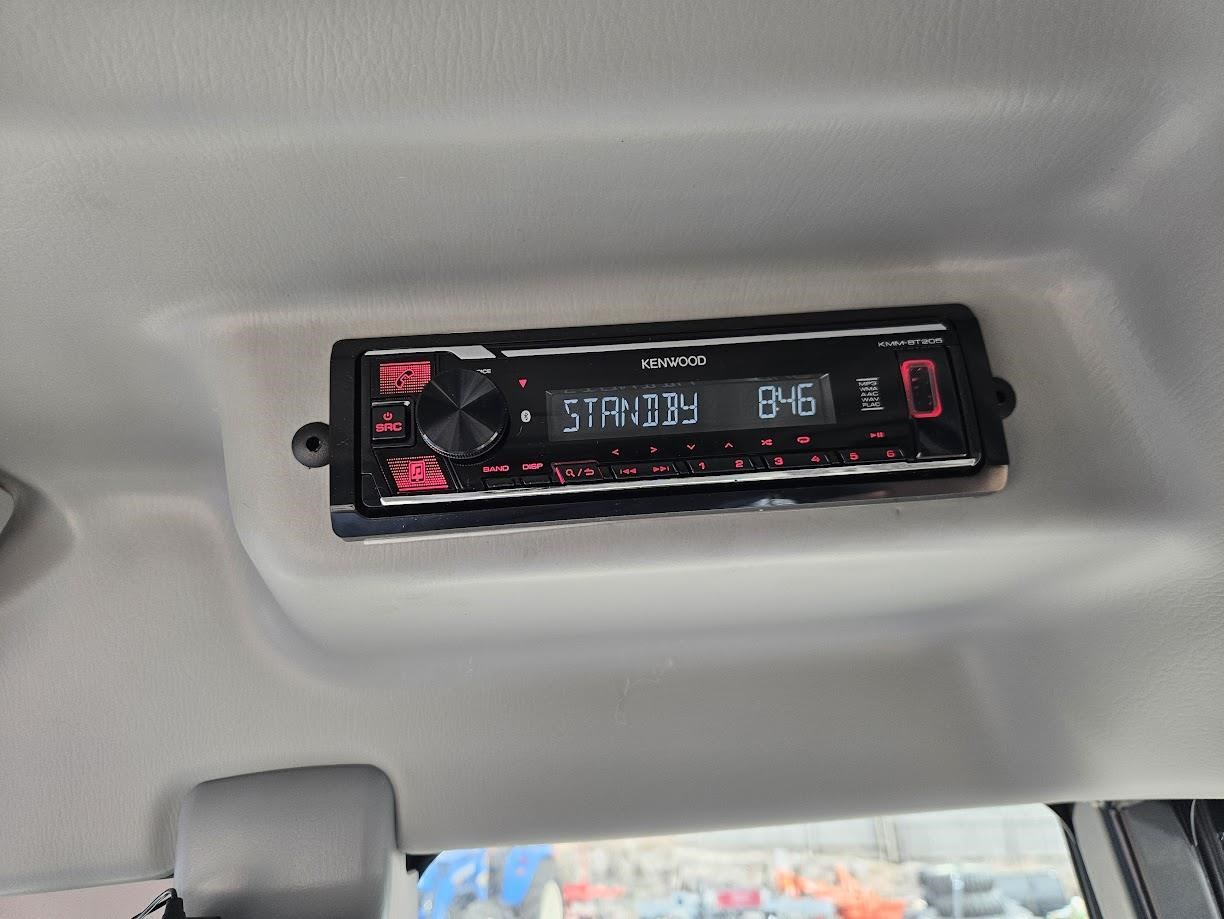 KENWOOD
KMM-BT205
SRC
STANDBY 8:46
MP3
WMA
AAC
WAV
FLAC
BAND DISP
1 2 3 4 5 6